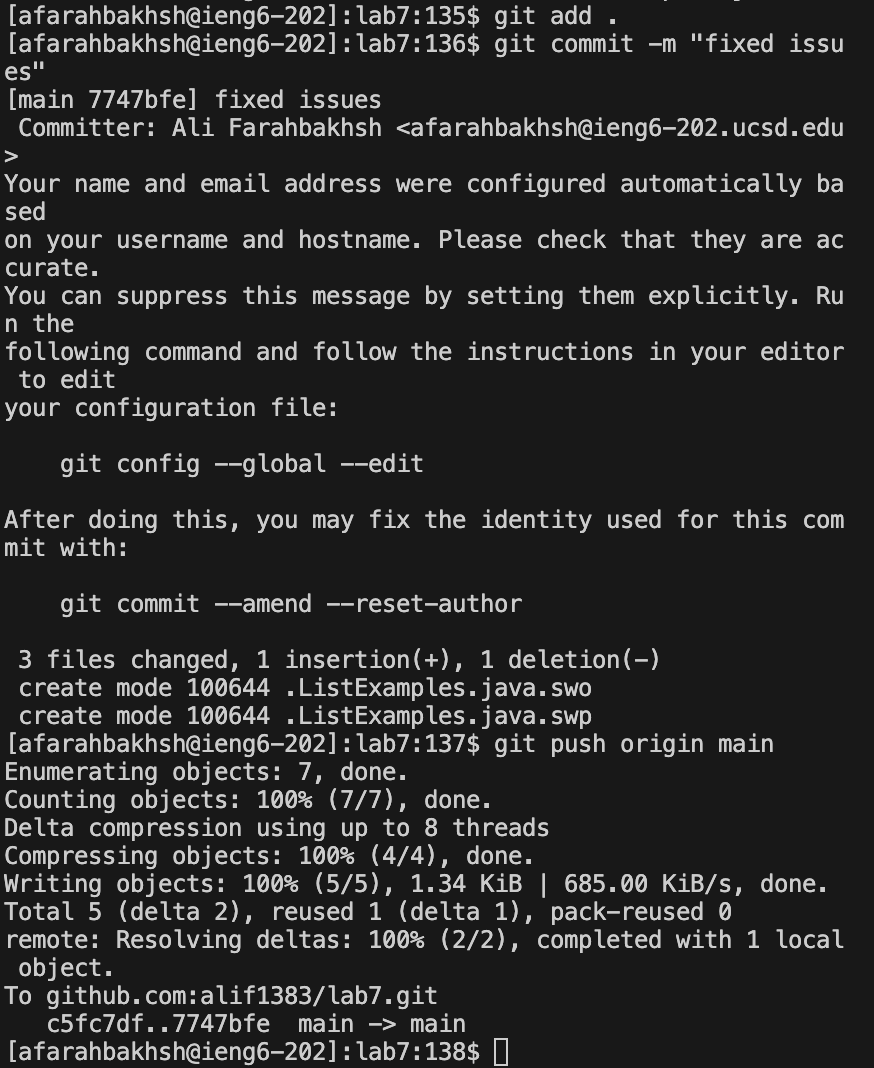 [afarahbakhsh@ieng6-202]:lab7:135$ git add .
[afarahbakhsh@ieng6-202]:lab7:136$ git commit -m "fixed issu
es"
[main 7747bfe] fixed issues
 Committer: Ali Farahbakhsh <afarahbakhsh@ieng6-202.ucsd.edu
>
Your name and email address were configured automatically ba
sed
on your username and hostname. Please check that they are ac
curate.
You can suppress this message by setting them explicitly. Ru
n the
following command and follow the instructions in your editor
 to edit
your configuration file:

    git config --global --edit

After doing this, you may fix the identity used for this com
mit with:

    git commit --amend --reset-author

 3 files changed, 1 insertion(+), 1 deletion(-)
 create mode 100644 .ListExamples.java.swo
 create mode 100644 .ListExamples.java.swp
[afarahbakhsh@ieng6-202]:lab7:137$ git push origin main
Enumerating objects: 7, done.
Counting objects: 100% (7/7), done.
Delta compression using up to 8 threads
Compressing objects: 100% (4/4), done.
Writing objects: 100% (5/5), 1.34 KiB | 685.00 KiB/s, done.
Total 5 (delta 2), reused 1 (delta 1), pack-reused 0
remote: Resolving deltas: 100% (2/2), completed with 1 local
 object.
To github.com:alif1383/lab7.git
   c5fc7df..7747bfe  main -> main
[afarahbakhsh@ieng6-202]:lab7:138$